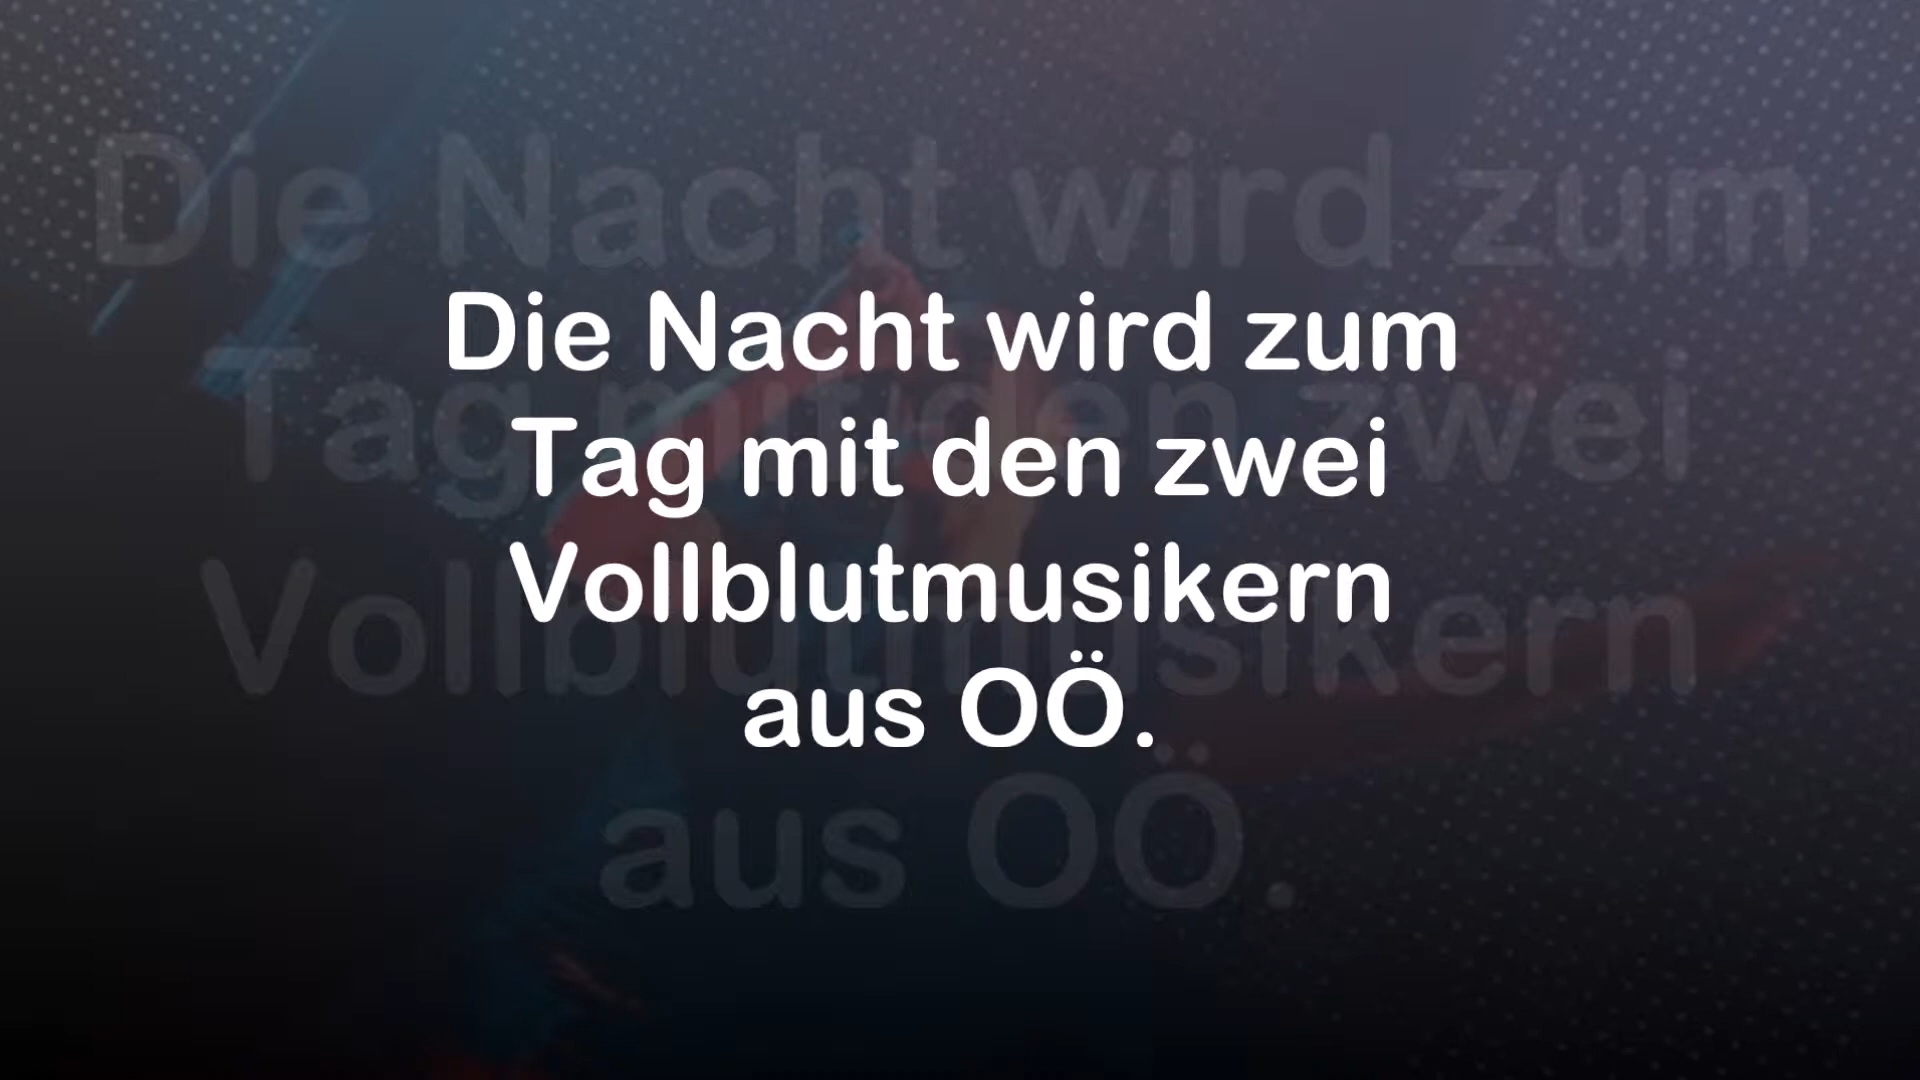 Die Nacht wird zum
Tag mit den zwei
Vollblutmusikern
aus OÖ.